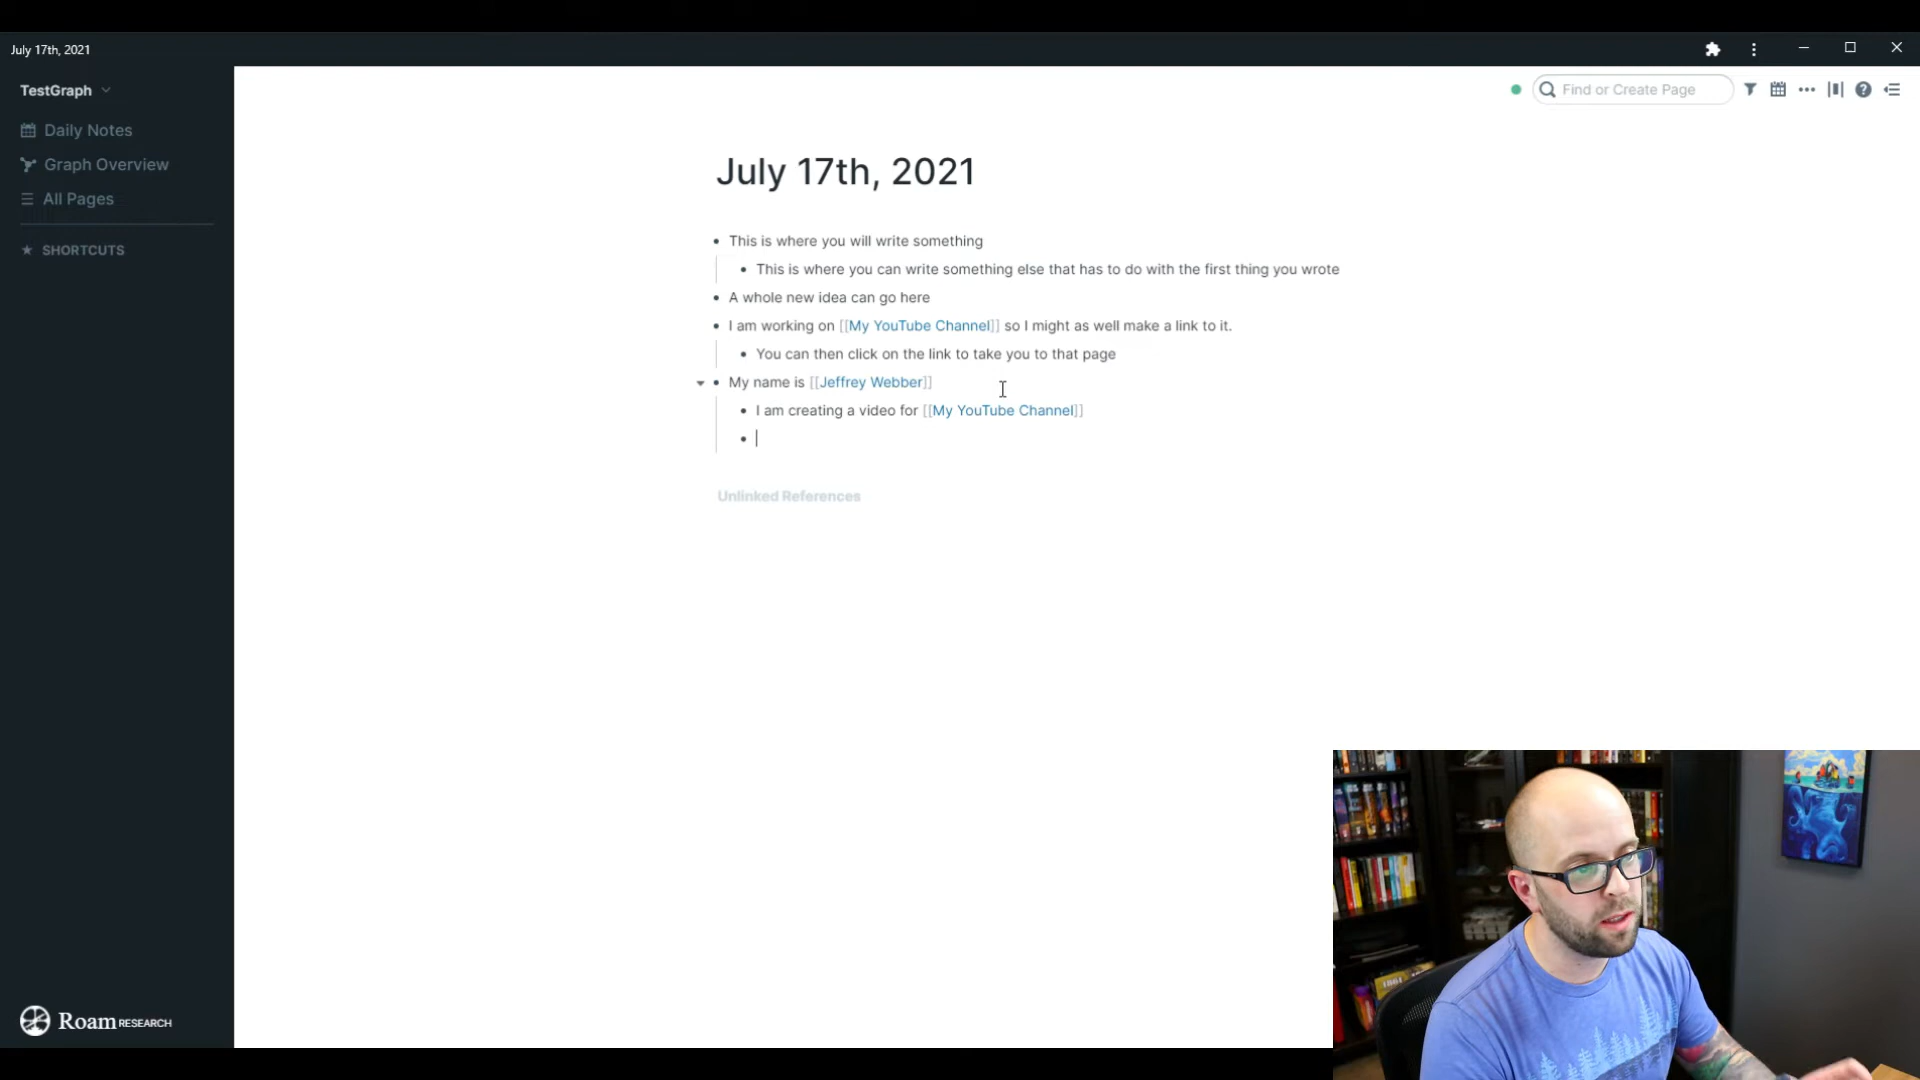 July 17th, 2021
TestGraph
Daily Notes
Graph Overview
All Pages
SHORTCUTS
Find or Create Page
July 17th, 2021
This is where you will write something
This is where you can write something else that has to do with the first thing you wrote
A whole new idea can go here
I am working on [[My YouTube Channel]] so I might as well make a link to it.
You can then click on the link to take you to that page
My name is [[Jeffrey Webber]]
I am creating a video for [[My YouTube Channel]]
Unlinked References
Roam RESEARCH